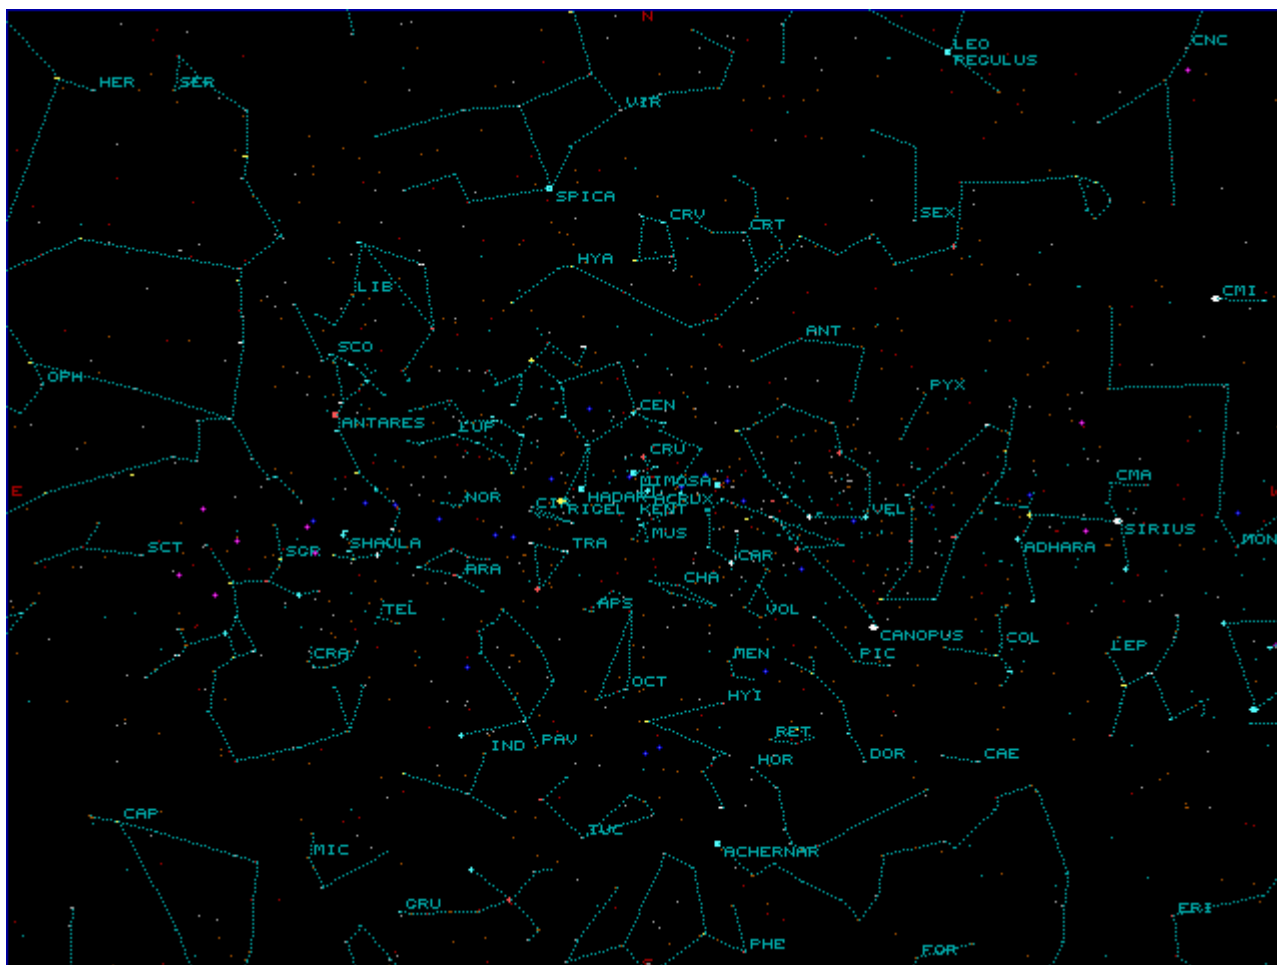 N
LEO
CNC
REGULUS
HER
SER
VIR
SPICA
SEX
CRV
CRT
HYA
LIB
CMI
ANT
SCO
OPH
PYX
CEN
ANTARES
LUP
CRU
CMA
MIMOSA
E
HADAR
ACRUX
NOR
CIR
RIGEL KENT
VEL
SIRIUS
MUS
SCT
SGR
SHAULA
TRA
CAR
ADHARA
MON
ARA
CHA
TEL
APS
VOL
CANOPUS
COL
CRA
MEN
PIC
LEP
OCT
HYI
IND
PAV
RET
HOR
DOR
CAE
CAP
TUC
MIC
ACHERNAR
GRU
ERI
PHE
FOR
S